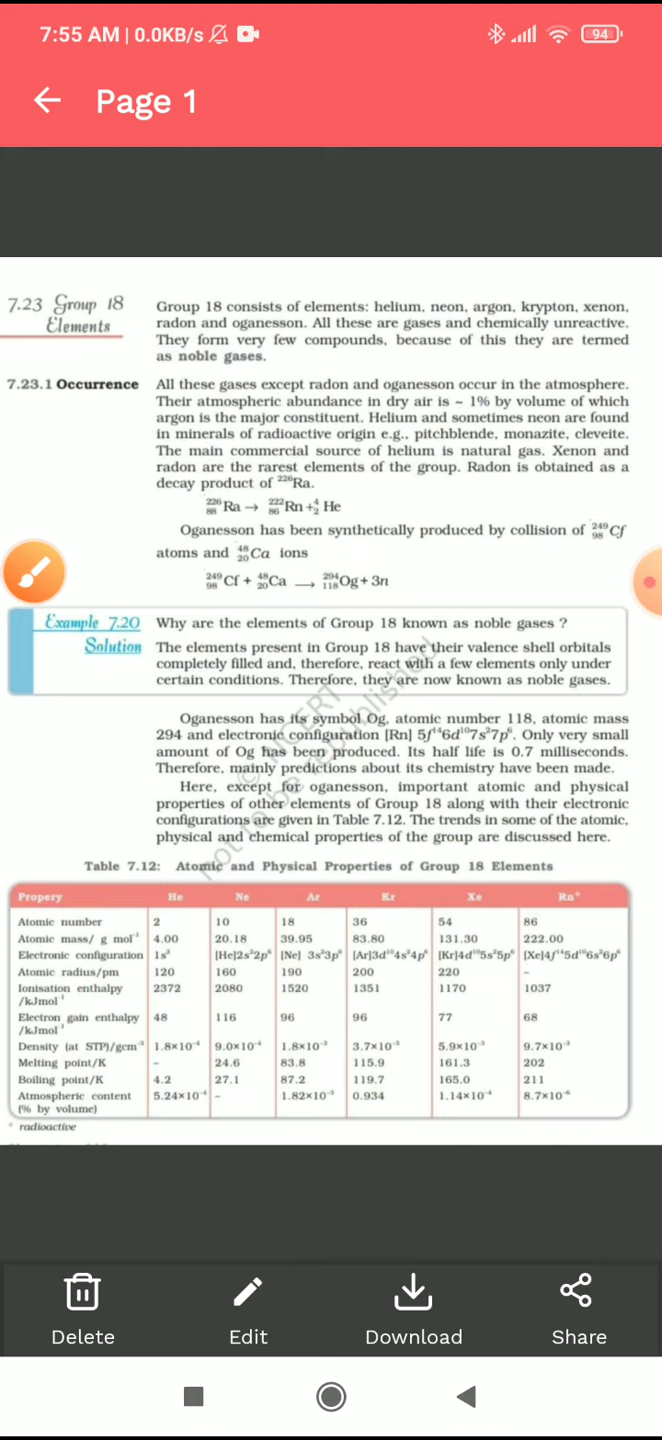 7:55 AM | 0.0KB/s
94
Page 1
7.23 Group 18
Elements
Group 18 consists of elements: helium, neon, argon, krypton, xenon,
radon and oganesson. All these are gases and chemically unreactive.
They form very few compounds, because of this they are termed
as noble gases.
7.23.1 Occurrence
All these gases except radon and oganesson occur in the atmosphere.
Their atmospheric abundance in dry air is ~ 1% by volume of which
argon is the major constituent. Helium and sometimes neon are found
in minerals of radioactive origin e.g., pitchblende, monazite, cleveite.
The main commercial source of helium is natural gas. Xenon and
radon are the rarest elements of the group. Radon is obtained as a
decay product of ²²⁶Ra.
²²⁶₈₈Ra → ²²²₈₆Rn +⁴₂ He
Oganesson has been synthetically produced by collision of ²⁴⁹₉₈Cf
atoms and ⁴⁸₂₀Ca ions
²⁴⁹₉₈Cf + ⁴⁸₂₀Ca ⟶ ²⁹⁴₁₁₈Og + 3n
Example 7.20 Why are the elements of Group 18 known as noble gases ?
Solution The elements present in Group 18 have their valence shell orbitals
completely filled and, therefore, react with a few elements only under
certain conditions. Therefore, they are now known as noble gases.
Oganesson has its symbol Og, atomic number 118, atomic mass
294 and electronic configuration [Rn] 5f¹⁴6d¹⁰7s²7p⁶. Only very small
amount of Og has been produced. Its half life is 0.7 milliseconds.
Therefore, mainly predictions about its chemistry have been made.
Here, except for oganesson, important atomic and physical
properties of other elements of Group 18 along with their electronic
configurations are given in Table 7.12. The trends in some of the atomic,
physical and chemical properties of the group are discussed here.
© NCERT
not to be republished
Table 7.12: Atomic and Physical Properties of Group 18 Elements
Propery He Ne Ar Kr Xe Rn*
Atomic number 2 10 18 36 54 86
Atomic mass/ g mol⁻¹ 4.00 20.18 39.95 83.80 131.30 222.00
Electronic configuration 1s² [He]2s²2p⁶ [Ne] 3s²3p⁶ [Ar]3d¹⁰4s²4p⁶ [Kr]4d¹⁰5s²5p⁶ [Xe]4f¹⁴5d¹⁰6s²6p⁶
Atomic radius/pm 120 160 190 200 220 –
Ionisation enthalpy 2372 2080 1520 1351 1170 1037
/kJmol⁻¹
Electron gain enthalpy 48 116 96 96 77 68
/kJmol⁻¹
Density (at STP)/gcm⁻³ 1.8×10⁻⁴ 9.0×10⁻⁴ 1.8×10⁻³ 3.7×10⁻³ 5.9×10⁻³ 9.7×10⁻³
Melting point/K – 24.6 83.8 115.9 161.3 202
Boiling point/K 4.2 27.1 87.2 119.7 165.0 211
Atmospheric content 5.24×10⁻⁴ – 1.82×10⁻³ 0.934 1.14×10⁻⁴ 8.7×10⁻⁶
(% by volume)
* radioactive
Delete
Edit
Download
Share